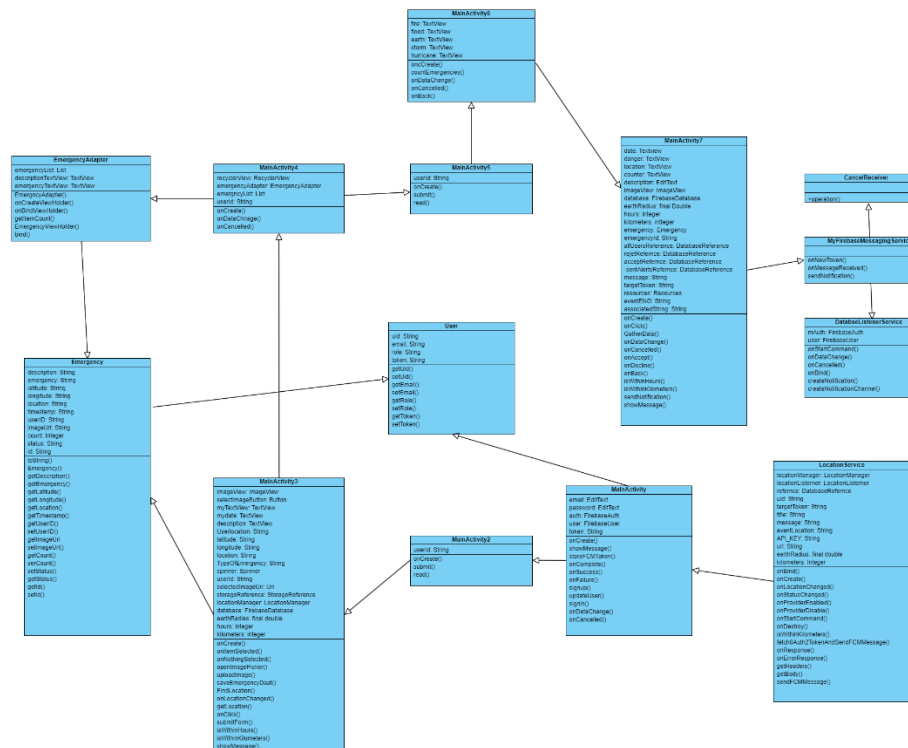 MainActivity6
fire: TextView
flood: TextView
earth: TextView
storm: TextView
hurricane: TextView
oncCreate()
countEmergencies()
onDataChange()
onCancelled()
onBack()
EmergencyAdapter
emergencyList: List
descriptionTextView: TextView
emergencyTextView: TextView
EmergncyAdapter()
onCreateViewHolder()
onBindViewHolder()
getItemCount()
EmergencyViewHolder()
bind()
MainActivity4
recyclerView: RecyclerView
emergencyAdapter: EmergencyAdapter
emergencyList: List
userId: String
onCreate()
onDataChnage()
onCancelled()
MainActivity5
userId: String
onCreate()
submit()
read()
MainActivity7
date: Textview
danger: TextView
location: TextView
counter: TextView
description: EditText
imageView: ImageView
database: FirebaseDatabase
earthRadius: final Double
hours: Integer
kilometers: Integer
emergency: Emergency
emergencyId: String
allUsersReference: DatabaseReference
rejetRefernce: DatabaseReference
acceptRefernce: DatabaseReference
-sentAlertsRefernce: DatabaseReference
message: String
targetToken: String
resources: Resources
eventENG: String
associatedString: String
onCreate()
onClick()
GatherData()
onDataChange()
onCancelled()
onAccept()
onDecline()
onBack()
isWithinHours()
isWithinKilometers()
sendNotification()
showMessage()
CancelReceiver
+operation()
MyFirebaseMessagingService
onNewToken()
onMessageReceived()
sendNotification()
DatabseListenerService
mAuth: FirebaseAuth
user: FirebaseUser
onStartCommand()
onDataChange()
onCancelled()
onBind()
createNotification()
createNotificationChannel()
User
uid: String
email: String
role: String
token: String
getUid()
setUid()
getEmail()
setEmail()
getRole()
setRole()
getToken()
setToken()
Emergency
description: String
emergency: String
latitude: String
longitude: String
location: String
timestamp: String
userID: String
imageUrl: String
count: Integer
status: String
id: String
toString()
Emergency()
getDescription()
getEmergency()
getLatitude()
getLongitude()
getLocation()
getTimestamp()
getUserID()
setUserID()
getImageUrl
setImageUrl()
getCount()
serCount()
setStatus()
getStatus()
getId()
setId()
MainActivity3
imageView: ImageView
selectImageButton: Button
myTextView: TextView
mydate: TextView
description: TextView
Userlocation: String
latitude: String
longitude: String
location: String
TypeOfEmergency: String
spinner: Spinner
userId: String
selectedImageUri: Uri
storageReference: StorageReference
locationManager: LocationManager
database: FirebaseDatabase
earthRadius: final double
hours: Integer
kilometers: Integer
onCreate()
onItemSelected()
onNothingSelected()
openImagePicker()
uploadImage()
saveEmergencyDaat()
FindLocation()
onLocationChanged()
getLocation()
onClick()
submitForm()
isWithinHours()
isWithinKilometers()
showMessage()
MainActivity2
userId: String
onCreate()
submit()
read()
MainActivity
email: EditText
password: EditText
auth: FirebaseAuth
user: FirebaseUser
token: String
onCreate()
showMessage()
storeFCMToken()
onComplete()
onSuccess()
onFailure()
signup()
updateUser()
signIn()
onDataChange()
onCancelled()
LocationService
locationManager: LocationManager
locationListerner: LocationListerner
refernce: DatabaseRefernce
uid: String
targetToken: String
title: String
message: String
eventLocation: String
API_KEY: String
url: String
earthRadius: final double
kilometers: Integer
onBind()
onCreate()
onLocationChanged()
onStatusChanged()
onProviderEnabled()
onProviderDisable()
onStartCommand()
onDestroy()
isWithinKilometers()
fetchOAuth2TokenAndSendFCMMessage()
onResponse()
onErrorResponse()
getHeaders()
getBody()
sendFCMMessage()